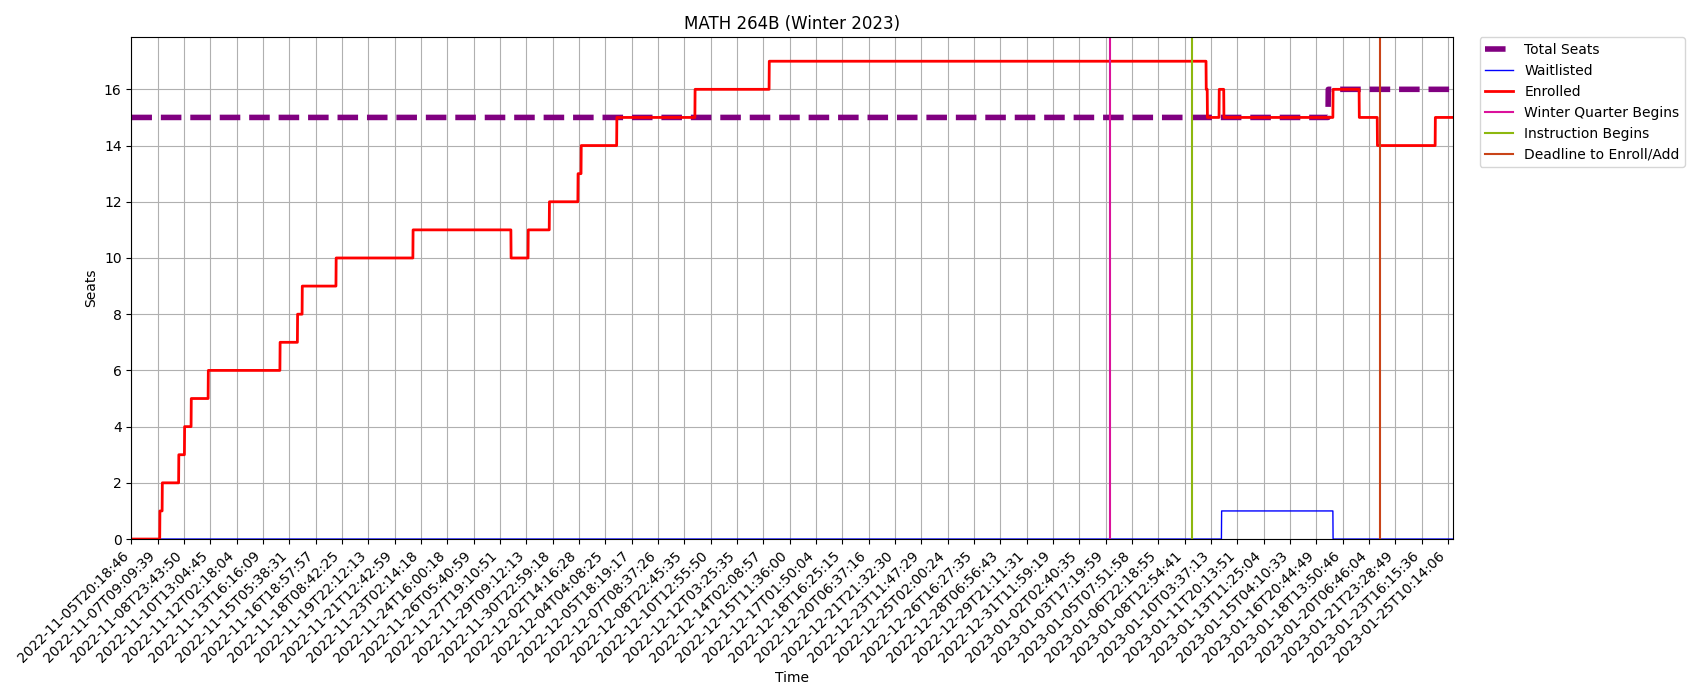 MATH 264B (Winter 2023)
Total Seats
Waitlisted
Enrolled
Winter Quarter Begins
Instruction Begins
Deadline to Enroll/Add
Seats
16
14
12
10
8
6
4
2
0
2022-11-05T20:18:46
2022-11-07T09:09:39
2022-11-08T23:43:50
2022-11-10T13:04:45
2022-11-12T02:18:04
2022-11-13T16:16:09
2022-11-15T05:38:31
2022-11-16T18:57:57
2022-11-18T08:42:25
2022-11-19T22:12:13
2022-11-21T12:42:59
2022-11-23T02:14:18
2022-11-24T16:00:18
2022-11-26T05:40:59
2022-11-27T19:10:51
2022-11-29T09:12:13
2022-11-30T22:59:18
2022-12-02T14:16:28
2022-12-04T04:08:25
2022-12-05T18:19:17
2022-12-07T08:37:26
2022-12-08T22:45:35
2022-12-10T12:55:50
2022-12-12T03:25:35
2022-12-14T02:08:57
2022-12-15T11:36:00
2022-12-17T01:50:04
2022-12-18T16:25:15
2022-12-20T06:37:16
2022-12-21T21:32:30
2022-12-23T11:47:29
2022-12-25T02:00:24
2022-12-26T16:27:35
2022-12-28T06:56:43
2022-12-29T21:11:31
2022-12-31T11:59:19
2023-01-02T02:40:35
2023-01-03T17:19:59
2023-01-05T07:51:58
2023-01-06T22:18:55
2023-01-08T12:54:41
2023-01-10T03:37:13
2023-01-11T20:13:51
2023-01-13T11:25:04
2023-01-15T04:10:33
2023-01-16T20:44:49
2023-01-18T13:50:46
2023-01-20T06:46:04
2023-01-21T23:28:49
2023-01-23T16:15:36
2023-01-25T10:14:06
Time